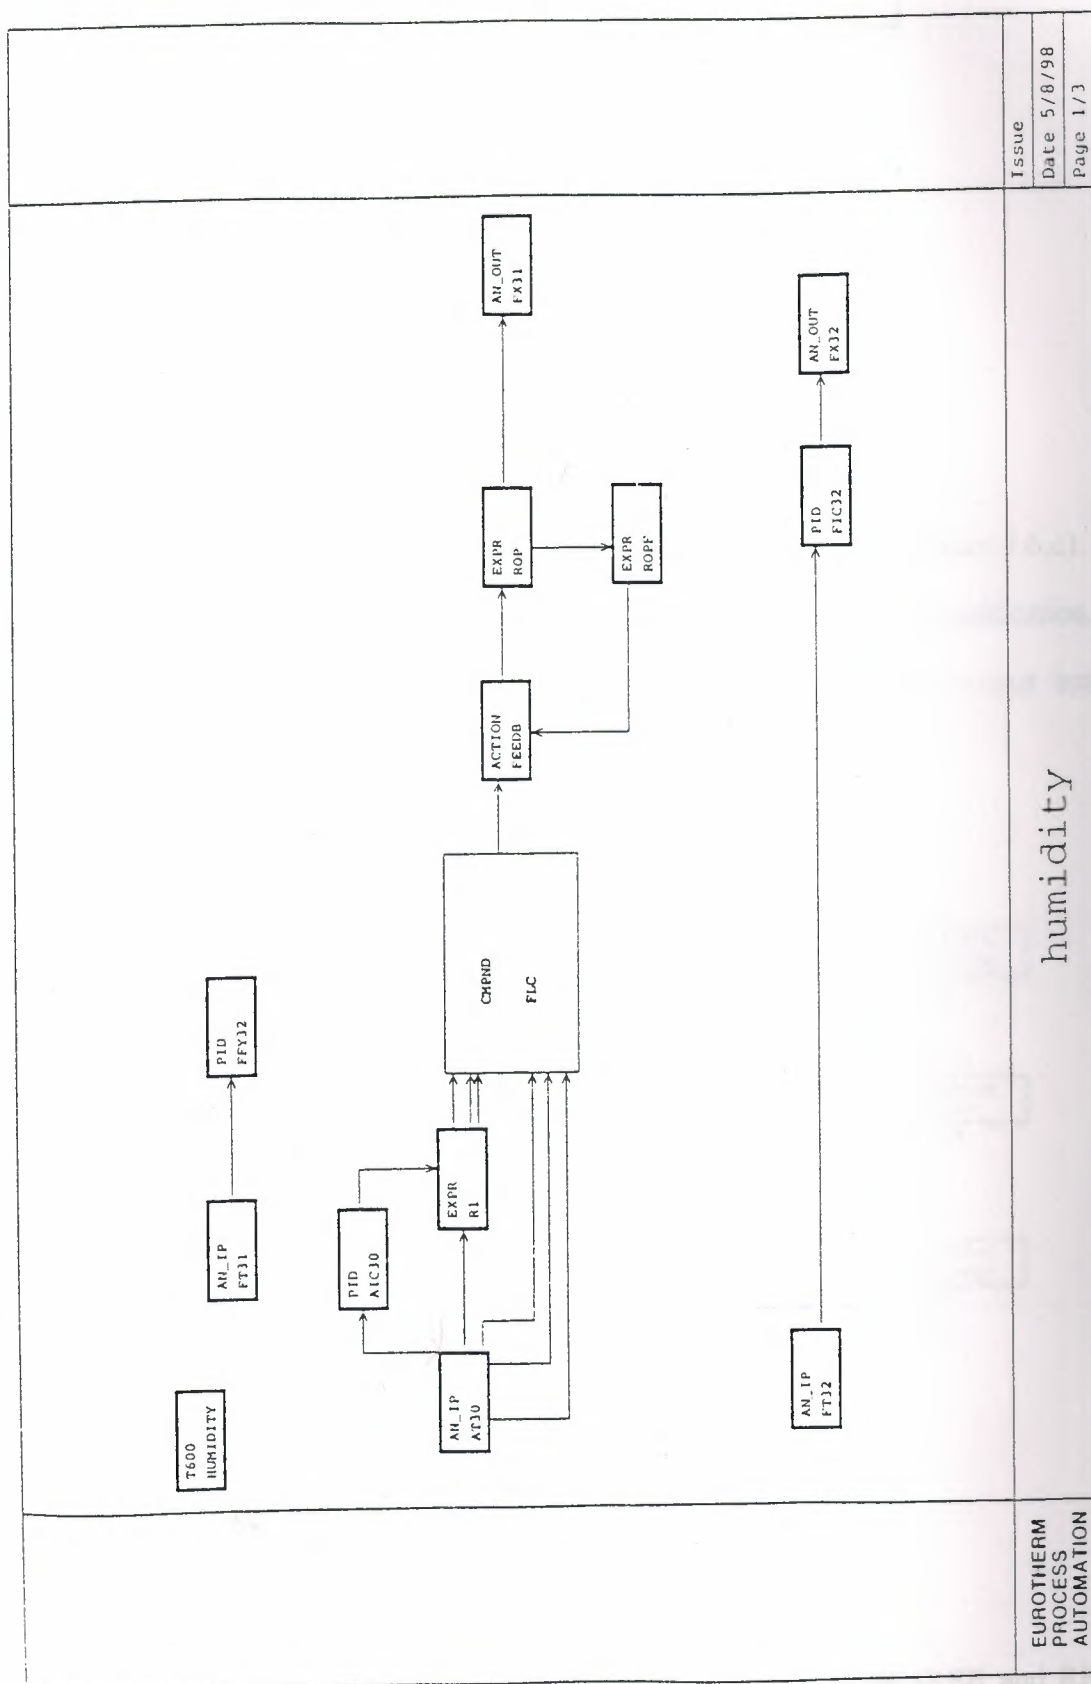 T600
HUMIDITY
AN_IP
FT31
PID
FFY32
PID
AIC30
AN_IP
AT30
EXPR
R1
CMPND
FLC
ACTION
FEEDB
EXPR
ROP
EXPR
ROPF
AN_OUT
FX31
AN_IP
FT32
PID
FIC32
AN_OUT
FX32
EUROTHERM
PROCESS
AUTOMATION
humidity
Issue
Date 5/8/98
Page 1/3